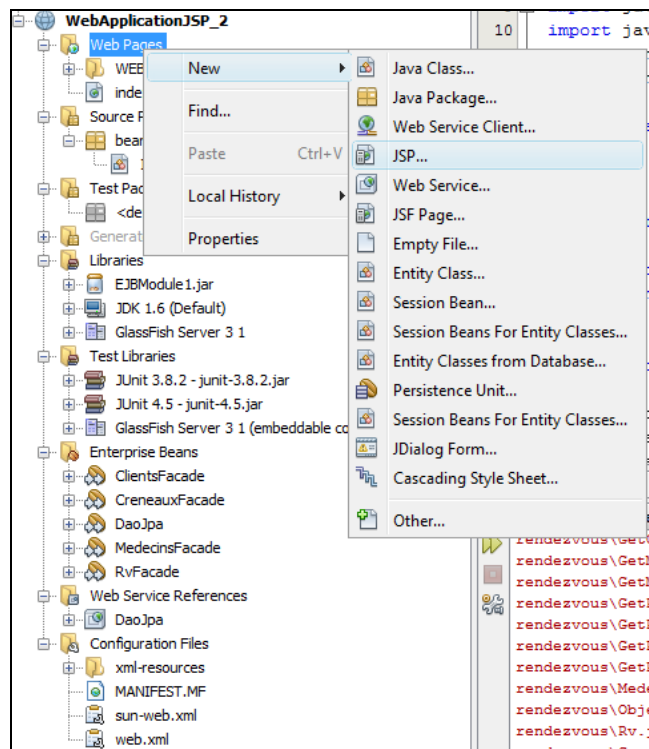 WebApplicationJSP_2
Web Pages
WEB
inde
Source P
bean
Test Pac
<de
Generat
Libraries
EJBModule1.jar
JDK 1.6 (Default)
GlassFish Server 3 1
Test Libraries
JUnit 3.8.2 - junit-3.8.2.jar
JUnit 4.5 - junit-4.5.jar
GlassFish Server 3 1 (embeddable co
Enterprise Beans
ClientsFacade
CreneauxFacade
DaoJpa
MedecinsFacade
RvFacade
Web Service References
DaoJpa
Configuration Files
xml-resources
MANIFEST.MF
sun-web.xml
web.xml
New
Find...
Paste Ctrl+V
Local History
Properties
Java Class...
Java Package...
Web Service Client...
JSP...
Web Service...
JSF Page...
Empty File...
Entity Class...
Session Bean...
Session Beans For Entity Classes...
Entity Classes from Database...
Persistence Unit...
Session Beans For Entity Classes...
JDialog Form...
Cascading Style Sheet...
Other...
10 import jav
rendezvous\Get
rendezvous\GetM
rendezvous\GetM
rendezvous\Get
rendezvous\Get
rendezvous\Get
rendezvous\Get
rendezvous\Mede
rendezvous\Obje
rendezvous\Rv.j